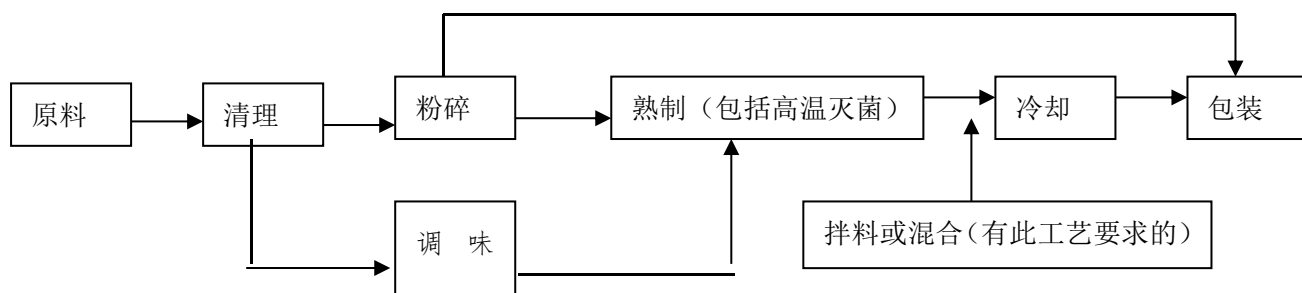 原料
清理
粉碎
熟制（包括高温灭菌）
冷却
包装
调　味
拌料或混合（有此工艺要求的）